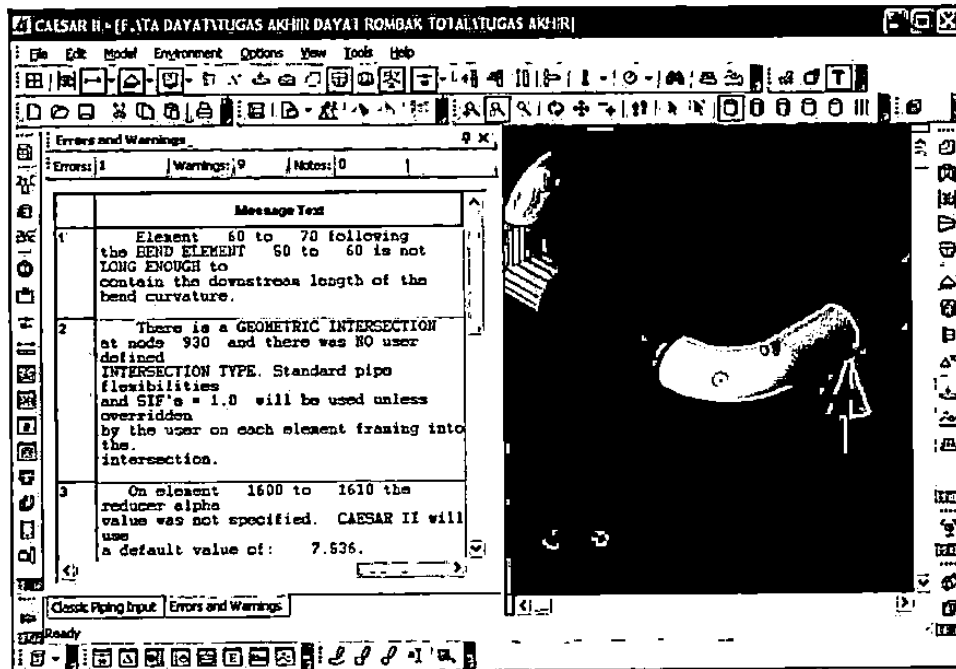 CAESAR II - [F:\TA DAYAT\TUGAS AKHIR DAYAT ROMBAK TOTAL\TUGAS AKHIR]
File Edit Model Environment Options View Tools Help
Errors and Warnings
Errors: 1 Warnings: 9 Notes: 0
Message Text
1 Element 60 to 70 following
the BEND ELEMENT 50 to 60 is not
LONG ENOUGH to
contain the downstream length of the
bend curvature.
2 There is a GEOMETRIC INTERSECTION
at node 930 and there was NO user
defined
INTERSECTION TYPE. Standard pipe
flexibilities
and SIF's = 1.0 will be used unless
overridden
by the user on each element framing into
the
intersection.
3 On element 1600 to 1610 the
reducer alpha
value was not specified. CAESAR II will
use
a default value of: 7.636.
Classic Piping Input Errors and Warnings
Ready